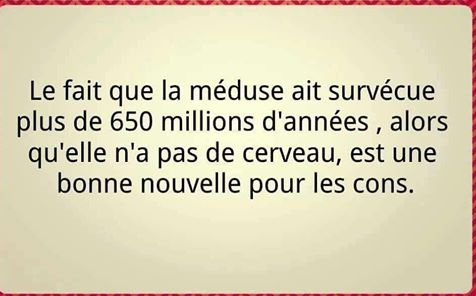 Le fait que la méduse ait survécue
plus de 650 millions d'années , alors
qu'elle n'a pas de cerveau, est une
bonne nouvelle pour les cons.